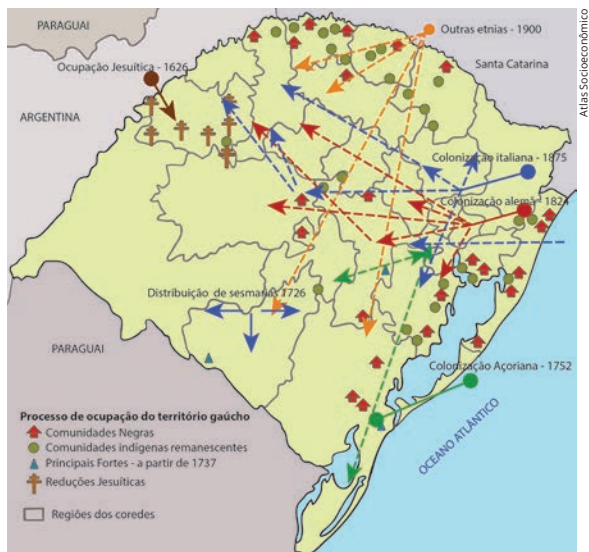 PARAGUAI
Outras etnias - 1900
Atlas Socioeconômico
Ocupação Jesuítica - 1626
Santa Catarina
ARGENTINA
Colonização italiana - 1875
Colonização alemã - 1824
Distribuição de sesmarias 1726
PARAGUAI
Colonização Açoriana - 1752
OCEANO ATLÂNTICO
Processo de ocupação do território gaúcho
Comunidades Negras
Comunidades indígenas remanescentes
Principais Fortes - a partir de 1737
Reduções Jesuíticas
Regiões dos coredes